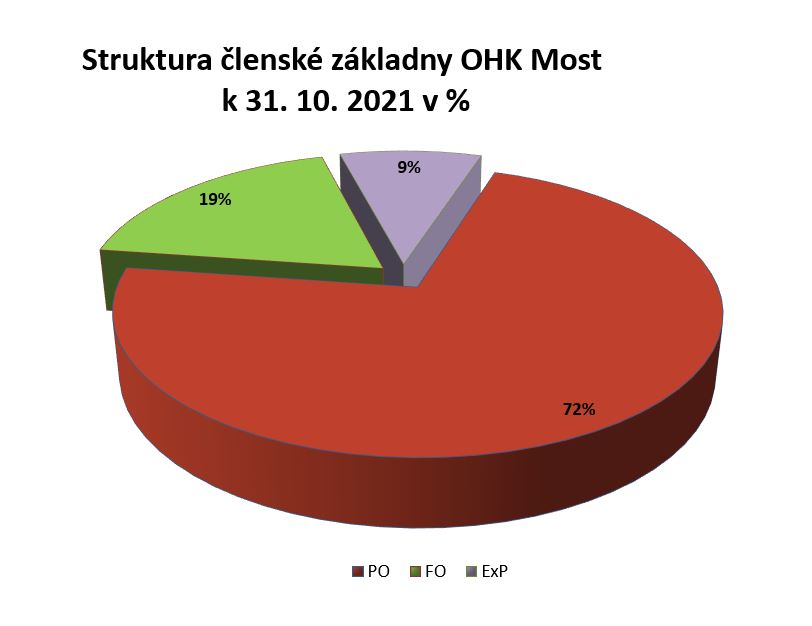 Struktura členské základny OHK Most
k 31. 10. 2021 v %
9%
19%
72%
PO FO ExP